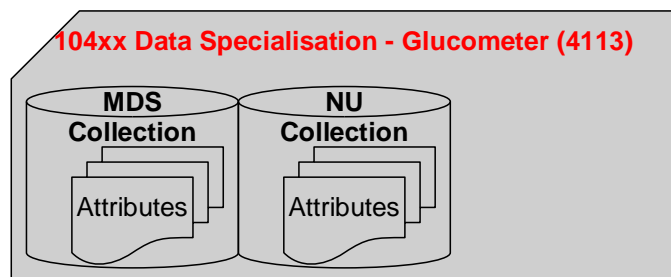 104xx Data Specialisation - Glucometer (4113)
MDS
Collection
Attributes
NU
Collection
Attributes